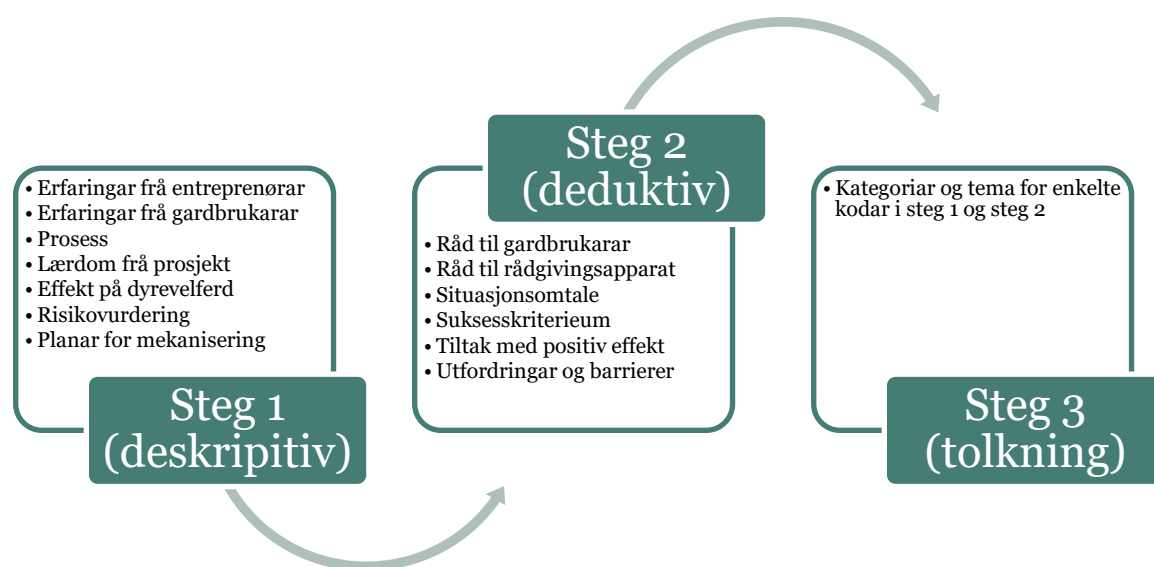 • Erfaringar frå entreprenørar
• Erfaringar frå gardbrukarar
• Prosess
• Lærdom frå prosjekt
• Effekt på dyrevelferd
• Risikovurdering
• Planar for mekanisering
Steg 1
(deskripitiv)
Steg 2
(deduktiv)
• Råd til gardbrukarar
• Råd til rådgivingsapparat
• Situasjonsomtale
• Suksesskriterieum
• Tiltak med positiv effekt
• Utfordringar og barrierer
• Kategoriar og tema for enkelte
kodar i steg 1 og steg 2
Steg 3
(tolkning)